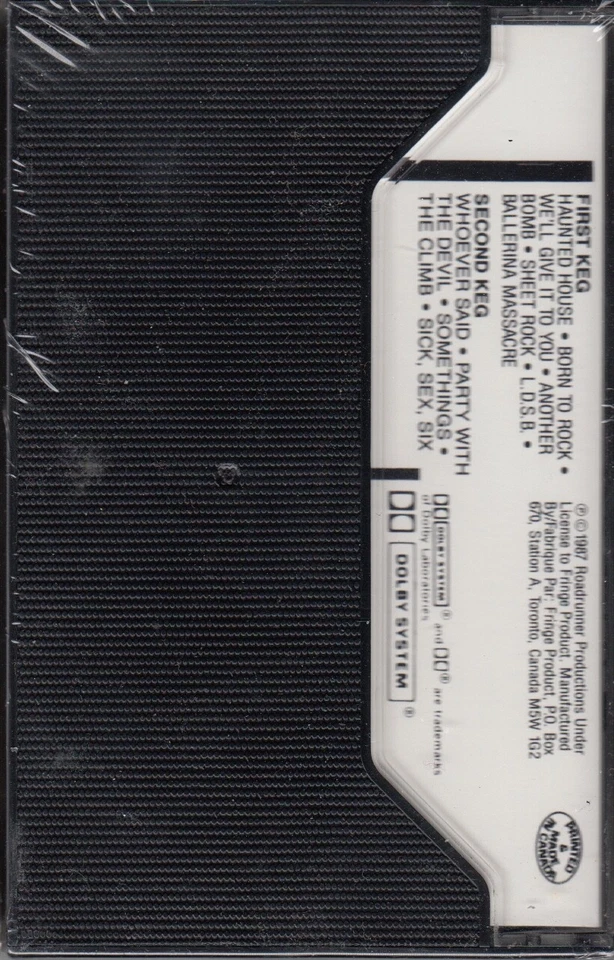 FIRST KEG
HAUNTED HOUSE • BORN TO ROCK •
WE'LL GIVE IT TO YOU • ANOTHER
BOMB • SHEET ROCK • L.D.S.B. •
BALLERINA MASSACRE
SECOND KEG
WHOEVER SAID • PARTY WITH
THE DEVIL • SOMETHINGS •
THE CLIMB • SICK, SEX, SIX
℗ © 1987 Roadrunner Productions Under
License to Fringe Product. Manufactured
By/Fabrique Par; Fringe Product, P.O. Box
670, Station A, Toronto, Canada M5W 1G2
DOLBY SYSTEM ® and ® are trademarks
of Dolby Laboratories
DOLBY SYSTEM ®
PRINTED
& MADE
IN CANADA